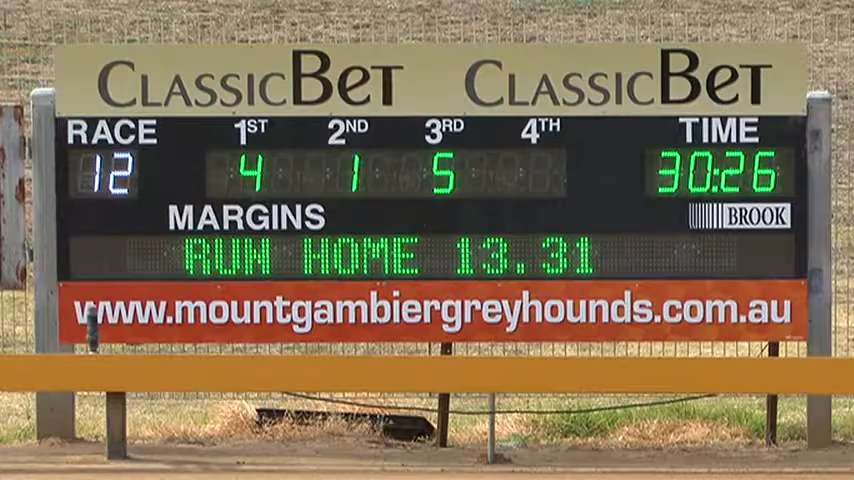 CLASSICBET CLASSICBET
RACE 1ST 2ND 3RD 4TH TIME
12 4 1 5 30:26
MARGINS BROOK
RUN HOME 13.31
www.mountgambiergreyhounds.com.au